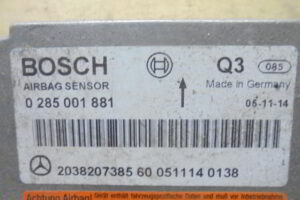 BOSCH Q3 085
AIRBAG SENSOR Made in Germany
0 285 001 881 05-11-14
2038207385 60 051114 0138
Achtung Airbag!